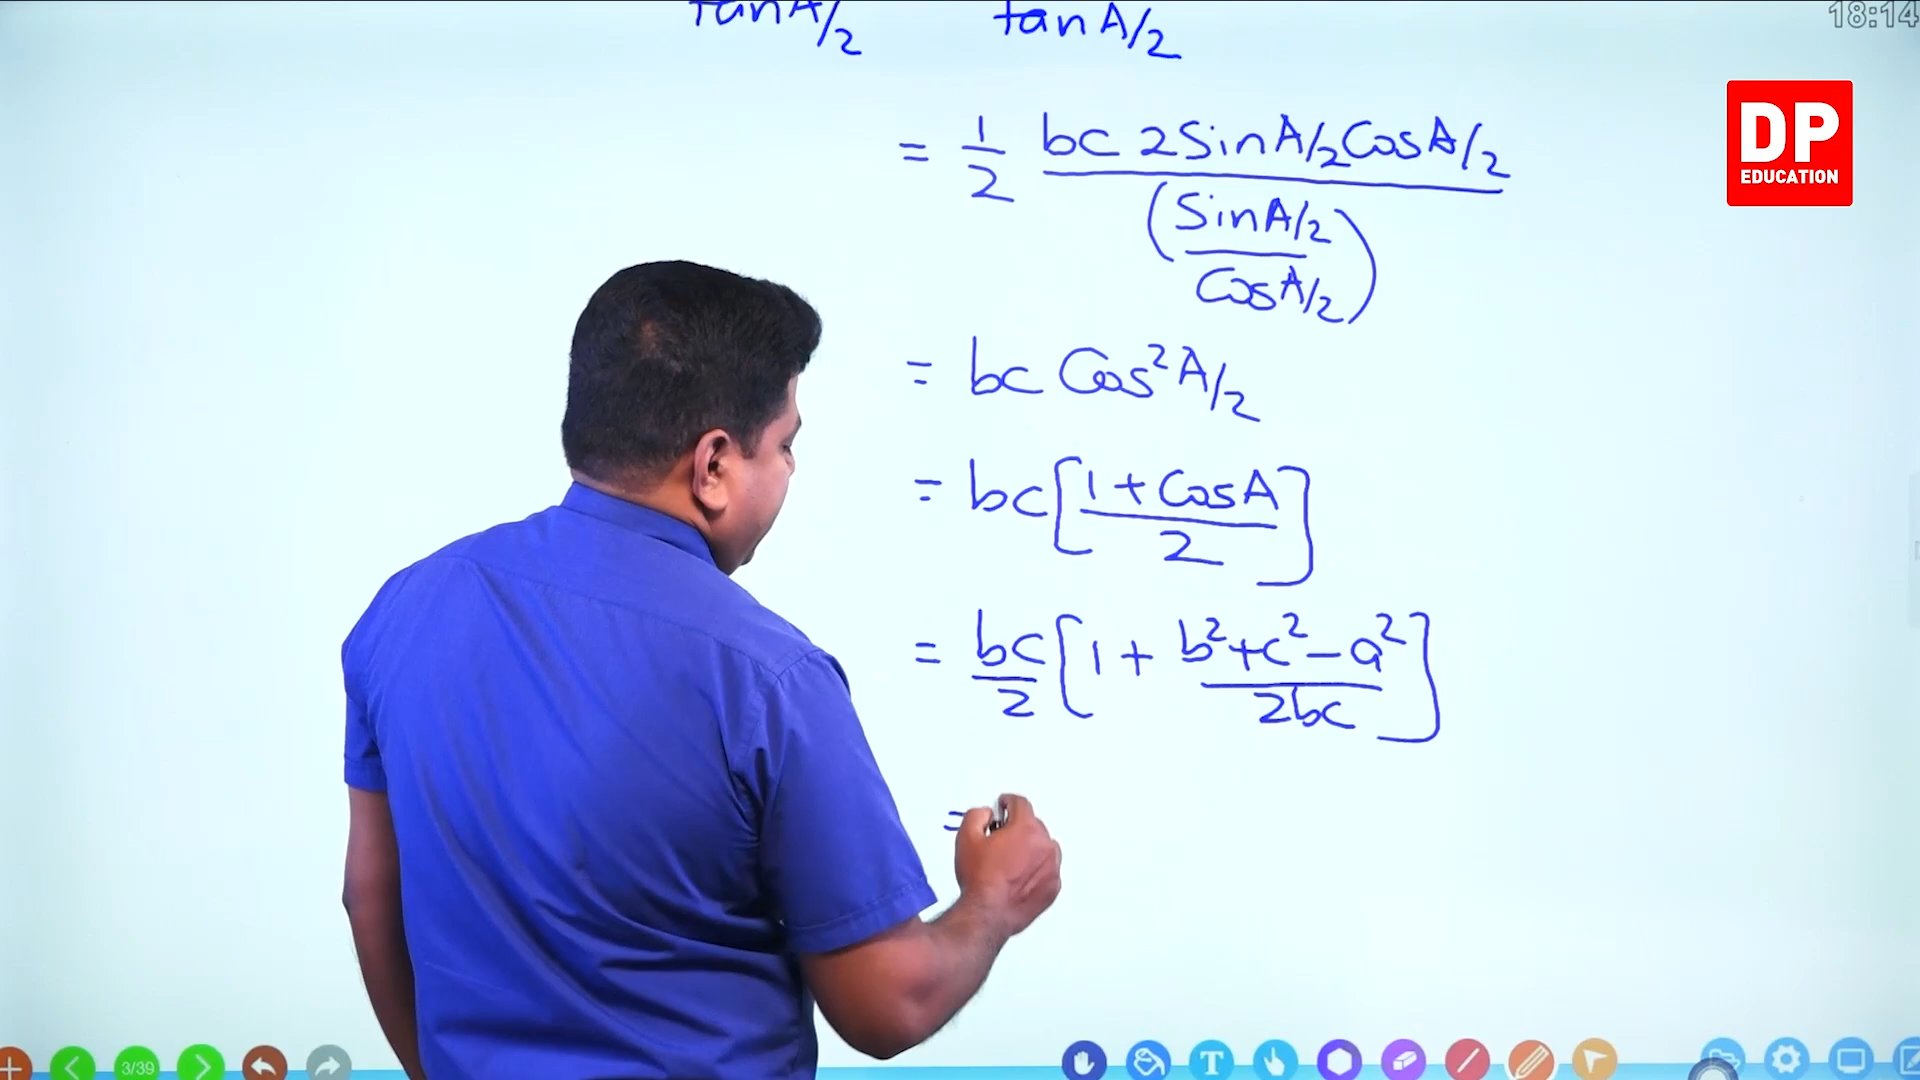 tanA/2 tanA/2
18:14
DP
EDUCATION
= 1/2 bc 2SinA/2CosA/2 / (SinA/2 / CosA/2)
= bc Cos²A/2
= bc[1+CosA / 2]
= bc/2 [1 + b²+c²-a² / 2bc]
=
3/39
T